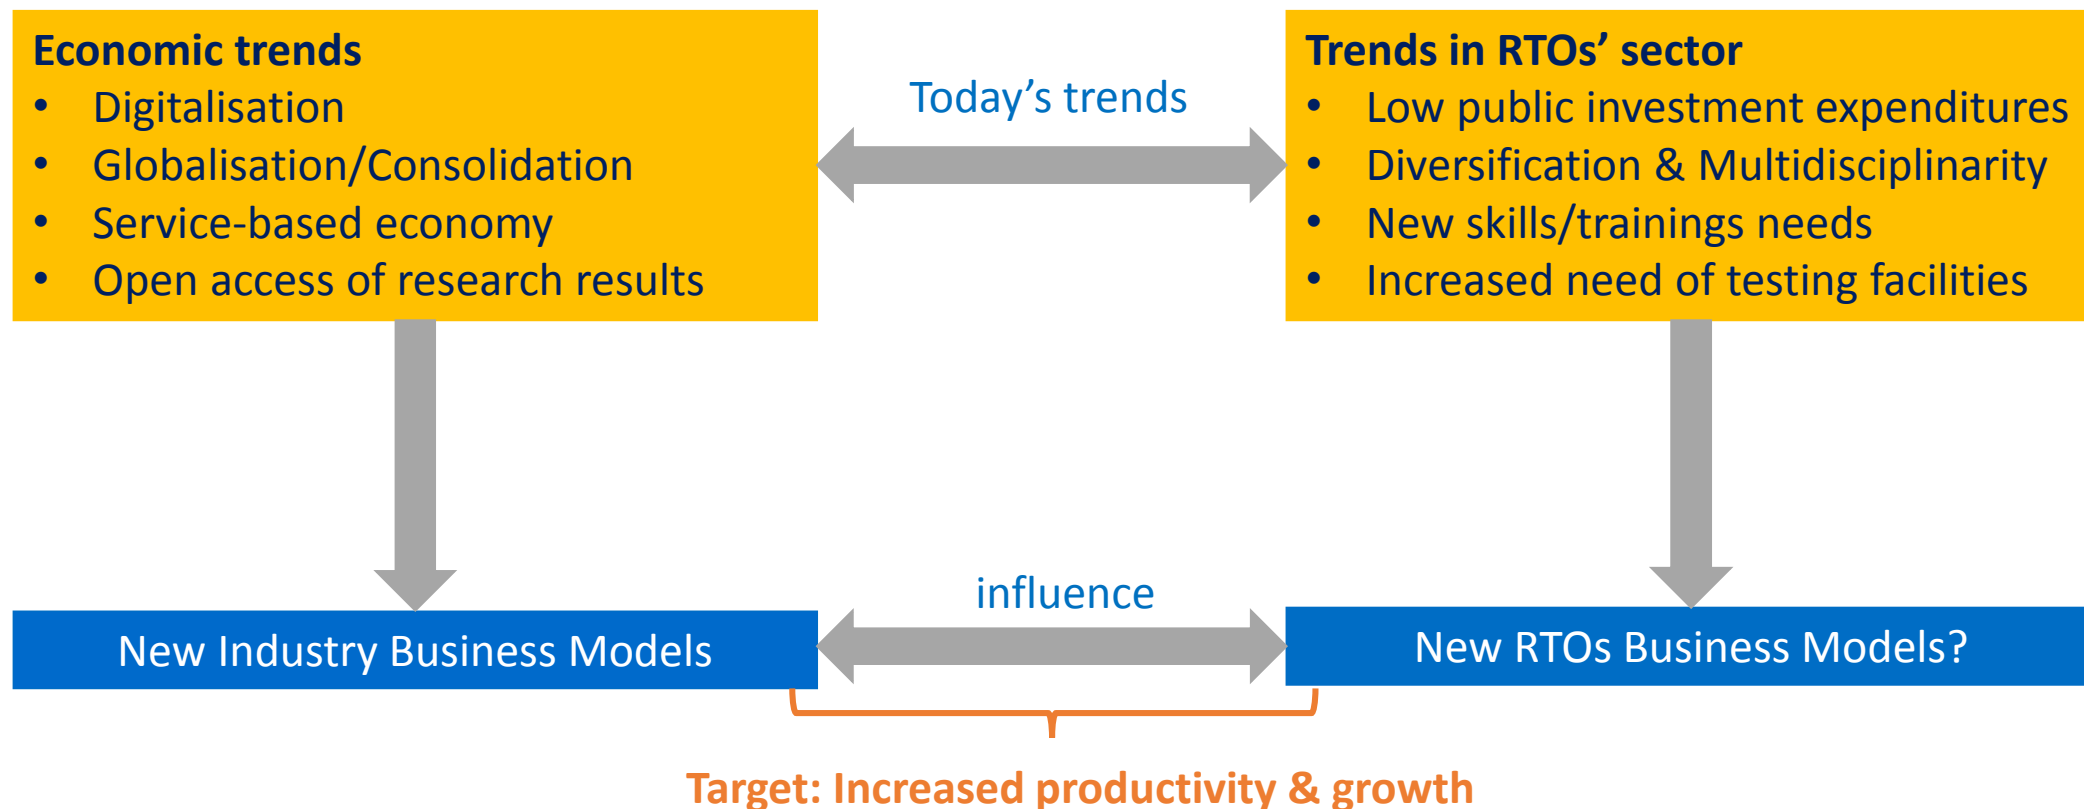 Economic trends
• Digitalisation
• Globalisation/Consolidation
• Service-based economy
• Open access of research results
Today’s trends
Trends in RTOs’ sector
• Low public investment expenditures
• Diversification & Multidisciplinarity
• New skills/trainings needs
• Increased need of testing facilities
New Industry Business Models
influence
New RTOs Business Models?
Target: Increased productivity & growth